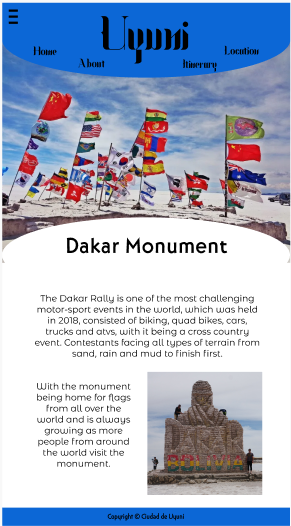 Uyuni
Home
Location
About
Itinerary
Dakar Monument
The Dakar Rally is one of the most challenging
motor-sport events in the world, which was held
in 2018, consisted of biking, quad bikes, cars,
trucks and atvs, with it being a cross country
event. Contestants facing all types of terrain from
sand, rain and mud to finish first.
With the monument
being home for flags
from all over the
world and is always
growing as more
people from around
the world visit the
monument.
Copyright © Ciudad de Uyuni